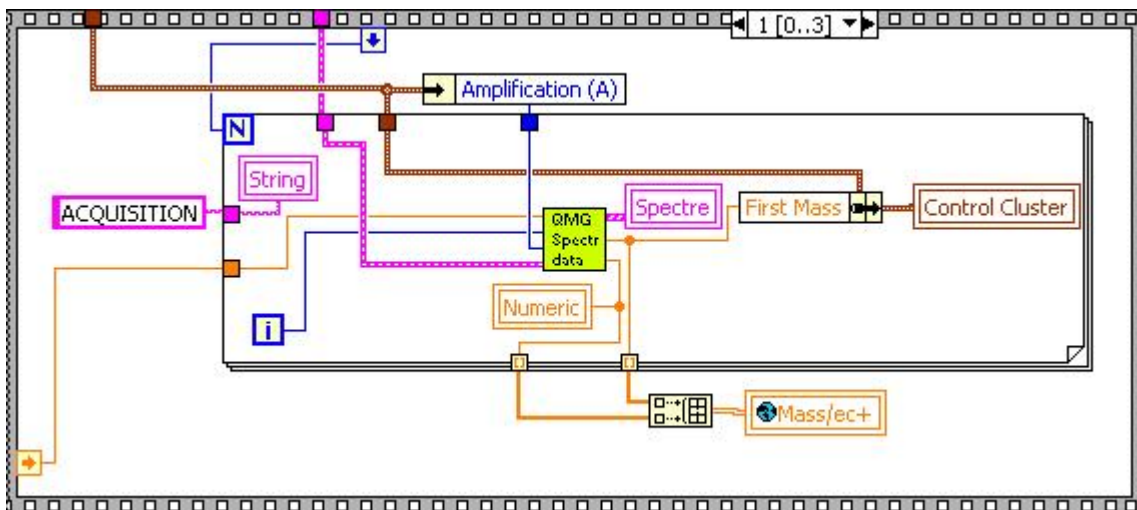 1 [0..3]
Amplification (A)
N
String
ACQUISITION
QMG
Spectr
data
Spectre
First Mass
Control Cluster
Numeric
i
Mass/ec+